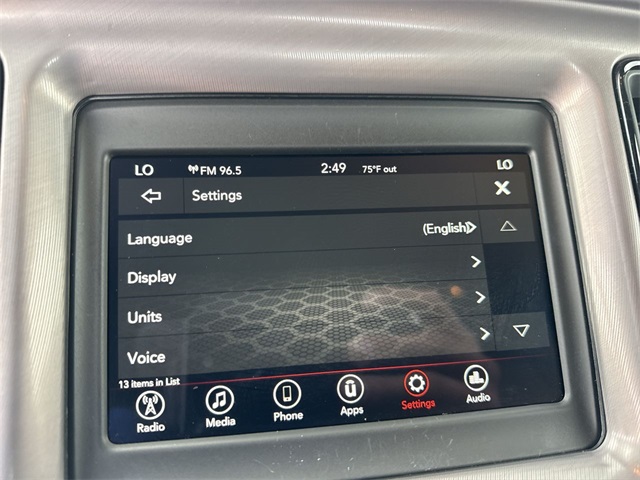 LO FM 96.5 2:49 75°F out LO
Settings
Language (English)
Display
Units
Voice
13 items in List
Radio Media Phone Apps Settings Audio